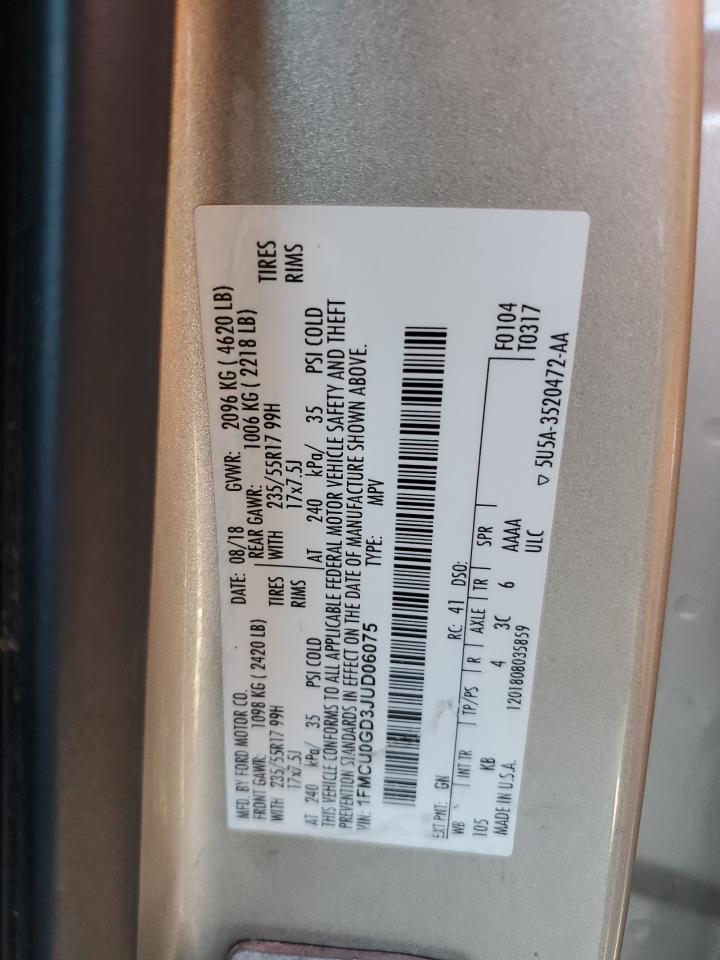 MFD. BY FORD MOTOR CO.
DATE: 08/18 GVWR: 2096 KG ( 4620 LB)
FRONT GAWR: 1098 KG ( 2420 LB) REAR GAWR: 1006 KG ( 2218 LB)
WITH 235/55R17 99H TIRES WITH 235/55R17 99H TIRES
17x7.5J RIMS 17x7.5J RIMS
AT 240 kPa/ 35 PSI COLD AT 240 kPa/ 35 PSI COLD
THIS VEHICLE CONFORMS TO ALL APPLICABLE FEDERAL MOTOR VEHICLE SAFETY AND THEFT
PREVENTION STANDARDS IN EFFECT ON THE DATE OF MANUFACTURE SHOWN ABOVE.
VIN: 1FMCU0GD3JUD06075 TYPE: MPV
EXT PNT: GN RC: 41 DSO:
WB INT TR TP/PS R AXLE TR SPR
105 KB 4 3C 6 AAAA
F0104
T0317
MADE IN U.S.A. 1201808035859 ULC
▽ 5U5A-3520472-AA